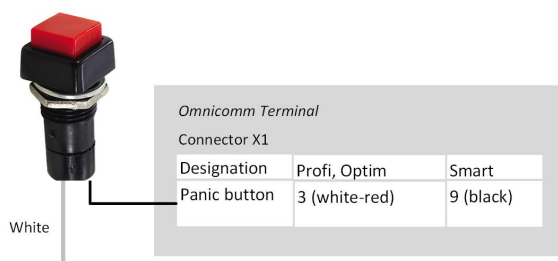 Omnicomm Terminal
Connector X1
Designation Profi, Optim Smart
Panic button 3 (white-red) 9 (black)
White